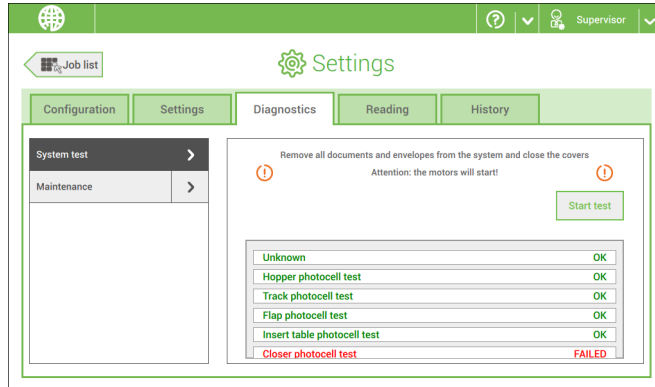 ? Supervisor
Job list
Settings
Configuration Settings Diagnostics Reading History
System test
Maintenance
Remove all documents and envelopes from the system and close the covers
Attention: the motors will start!
Start test
Unknown OK
Hopper photocell test OK
Track photocell test OK
Flap photocell test OK
Insert table photocell test OK
Closer photocell test FAILED